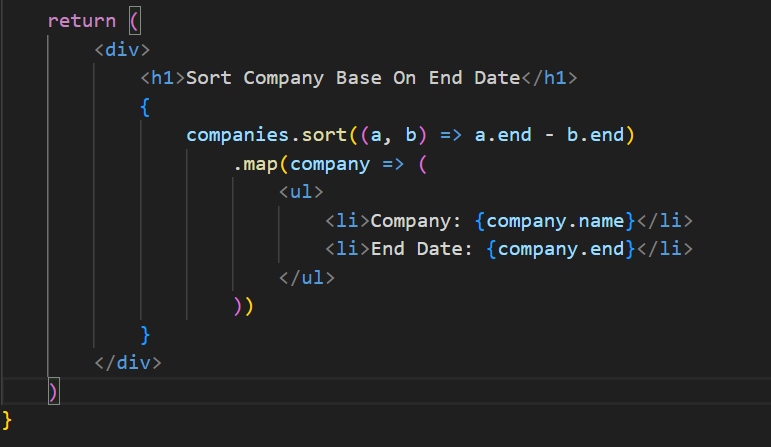 return (
<div>
<h1>Sort Company Base On End Date</h1>
{
companies.sort((a, b) => a.end - b.end)
.map(company => (
<ul>
<li>Company: {company.name}</li>
<li>End Date: {company.end}</li>
</ul>
))
}
</div>
)
}